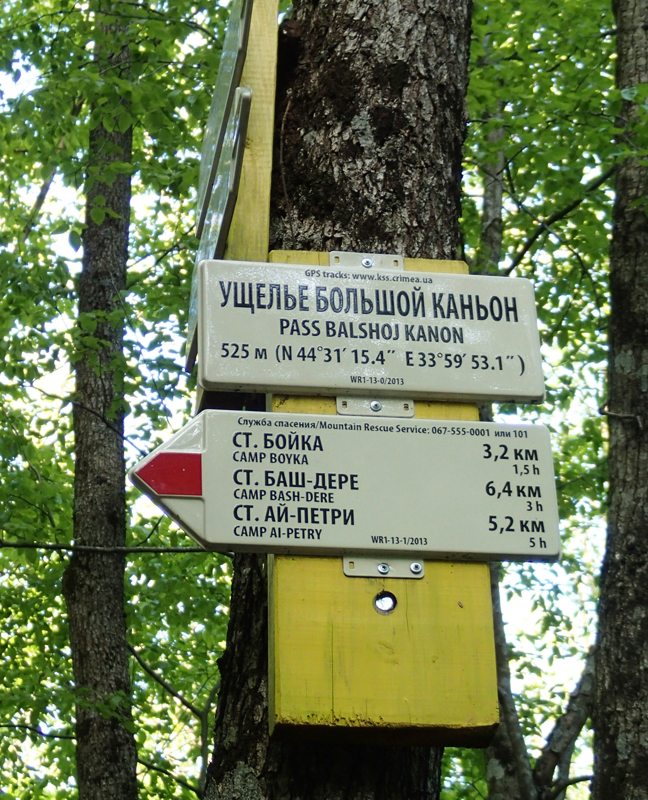 GPS tracks: www.kss.crimea.ua
УЩЕЛЬЕ БОЛЬШОЙ КАНЬОН
PASS BALSHOJ KANON
525 м (N 44°31′ 15.4″ E 33°59′ 53.1″)
WR1-13-0/2013
Служба спасения/Mountain Rescue Service: 067-555-0001 или 101
СТ. БОЙКА 3,2 км
CAMP BOYKA 1,5 h
СТ. БАШ-ДЕРЕ 6,4 км
CAMP BASH-DERE 3 h
СТ. АЙ-ПЕТРИ 5,2 км
CAMP AI-PETRY WR1-13-1/2013 5 h